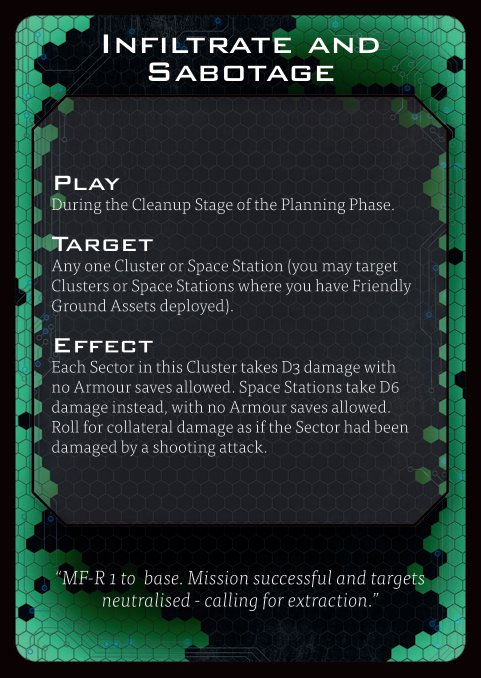 Infiltrate and
Sabotage
Play
During the Cleanup Stage of the Planning Phase.
Target
Any one Cluster or Space Station (you may target
Clusters or Space Stations where you have Friendly
Ground Assets deployed).
Effect
Each Sector in this Cluster takes D3 damage with
no Armour saves allowed. Space Stations take D6
damage instead, with no Armour saves allowed.
Roll for collateral damage as if the Sector had been
damaged by a shooting attack.
“MF-R 1 to  base. Mission successful and targets
neutralised - calling for extraction.”